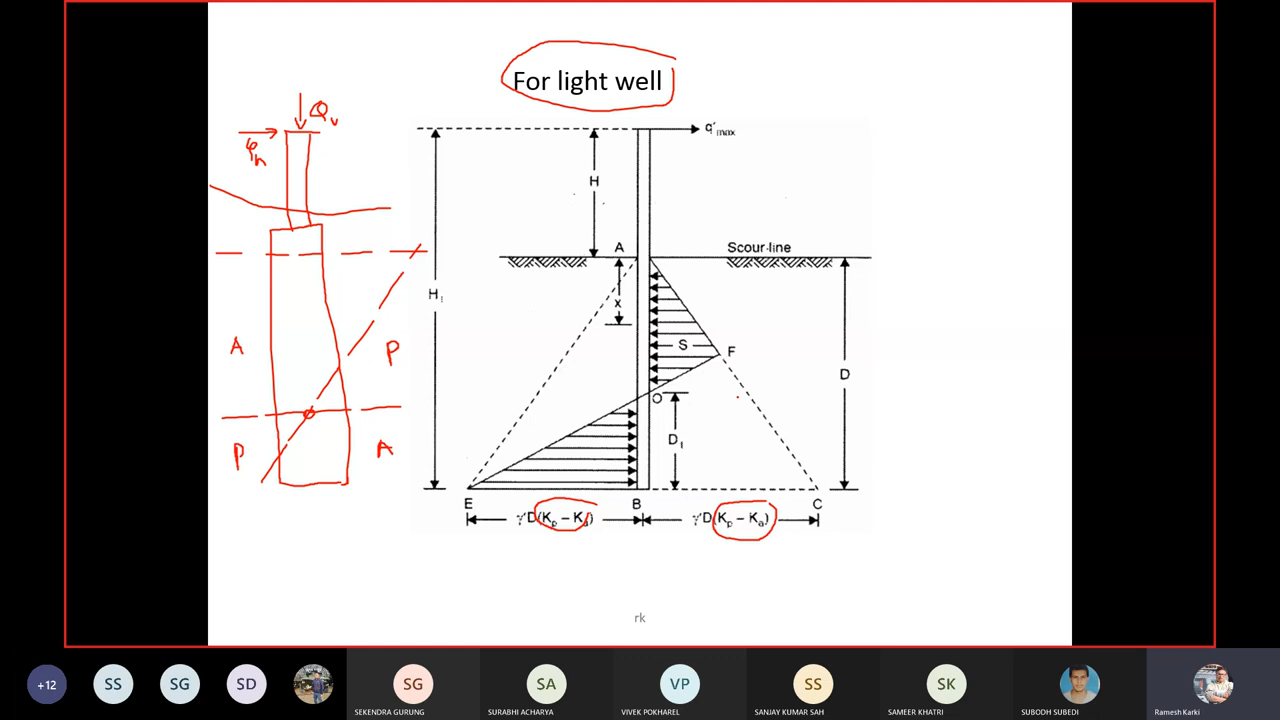 For light well
Qv
qh
A
P
P
A
q'max
H
A
Scour-line
H1
x
S
F
D
O
D1
E
B
C
γ'D(Kp – Ka)
γ'D(Kp – Ka)
rk
+12
SS
SG
SD
SG
SEKENDRA GURUNG
SA
SURABHI ACHARYA
VP
VIVEK POKHAREL
SS
SANJAY KUMAR SAH
SK
SAMEER KHATRI
SUBODH SUBEDI
Ramesh Karki